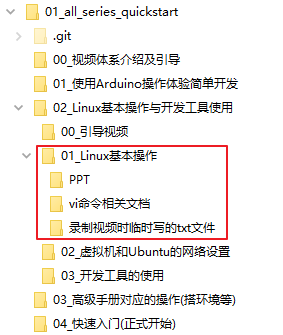 01_all_series_quickstart
.git
00_视频体系介绍及引导
01_使用Arduino操作体验简单开发
02_Linux基本操作与开发工具使用
00_引导视频
01_Linux基本操作
PPT
vi命令相关文档
录制视频时临时写的txt文件
02_虚拟机和Ubuntu的网络设置
03_开发工具的使用
03_高级手册对应的操作(搭环境等)
04_快速入门(正式开始)